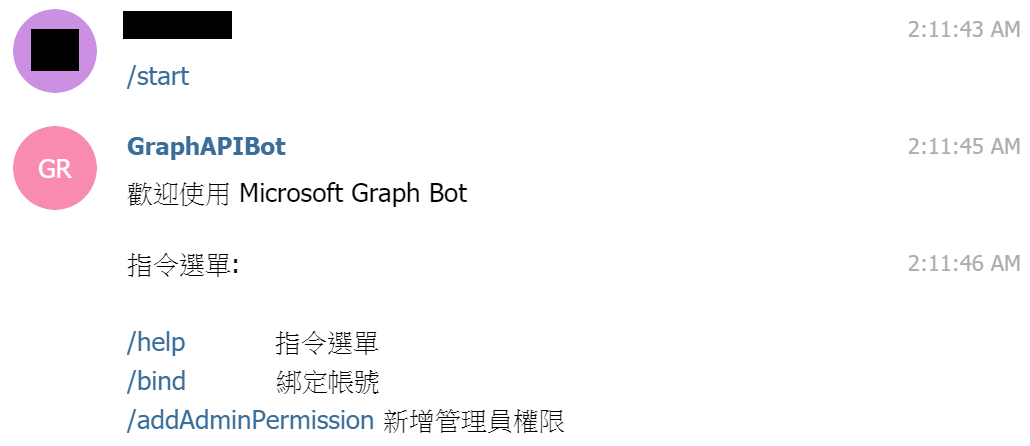 2:11:43 AM
/start
GraphAPIBot 2:11:45 AM
GR
歡迎使用 Microsoft Graph Bot
指令選單: 2:11:46 AM
/help 指令選單
/bind 綁定帳號
/addAdminPermission 新增管理員權限